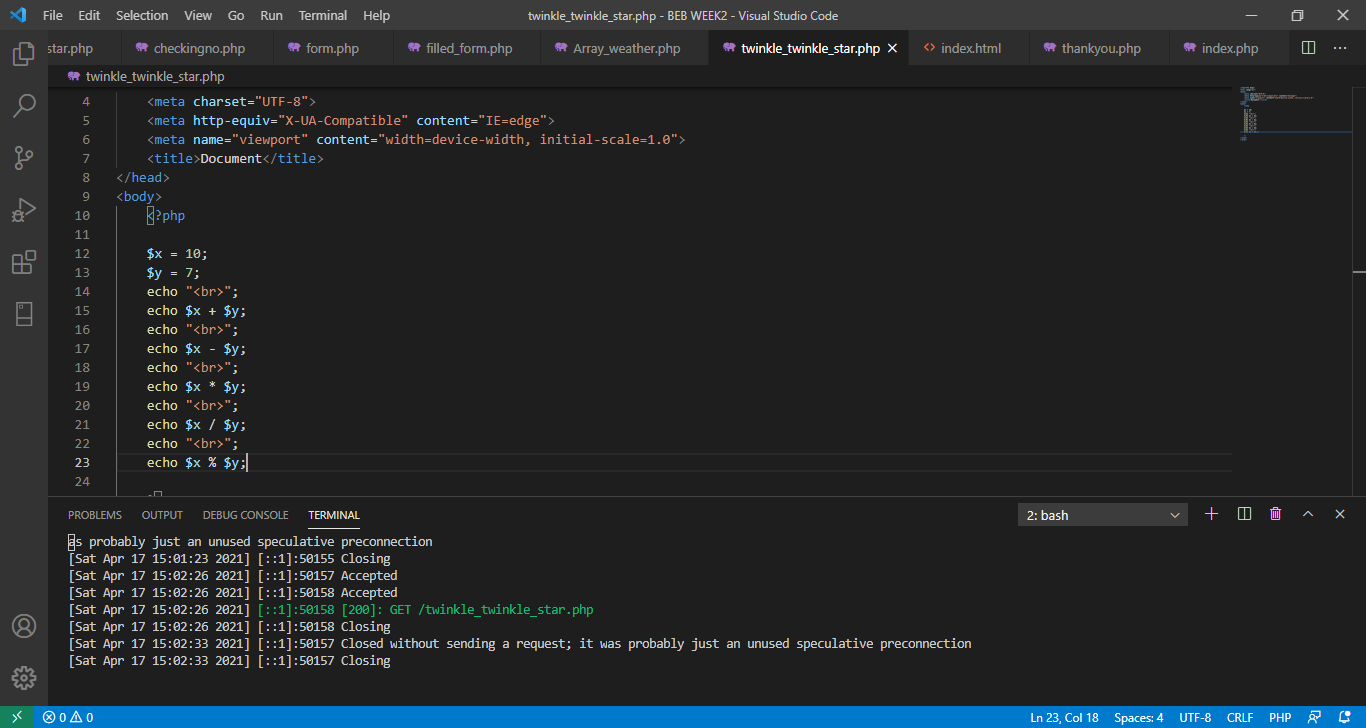 File Edit Selection View Go Run Terminal Help twinkle_twinkle_star.php - BEB WEEK2 - Visual Studio Code
star.php checkingno.php form.php filled_form.php Array_weather.php twinkle_twinkle_star.php index.html thankyou.php index.php
twinkle_twinkle_star.php
4 <meta charset="UTF-8">
5 <meta http-equiv="X-UA-Compatible" content="IE=edge">
6 <meta name="viewport" content="width=device-width, initial-scale=1.0">
7 <title>Document</title>
8 </head>
9 <body>
10 <?php
11
12 $x = 10;
13 $y = 7;
14 echo "<br>";
15 echo $x + $y;
16 echo "<br>";
17 echo $x - $y;
18 echo "<br>";
19 echo $x * $y;
20 echo "<br>";
21 echo $x / $y;
22 echo "<br>";
23 echo $x % $y;
24
PROBLEMS OUTPUT DEBUG CONSOLE TERMINAL 2: bash
as probably just an unused speculative preconnection
[Sat Apr 17 15:01:23 2021] [::1]:50155 Closing
[Sat Apr 17 15:02:26 2021] [::1]:50157 Accepted
[Sat Apr 17 15:02:26 2021] [::1]:50158 Accepted
[Sat Apr 17 15:02:26 2021] [::1]:50158 [200]: GET /twinkle_twinkle_star.php
[Sat Apr 17 15:02:26 2021] [::1]:50158 Closing
[Sat Apr 17 15:02:33 2021] [::1]:50157 Closed without sending a request; it was probably just an unused speculative preconnection
[Sat Apr 17 15:02:33 2021] [::1]:50157 Closing
0 0 Ln 23, Col 18 Spaces: 4 UTF-8 CRLF PHP